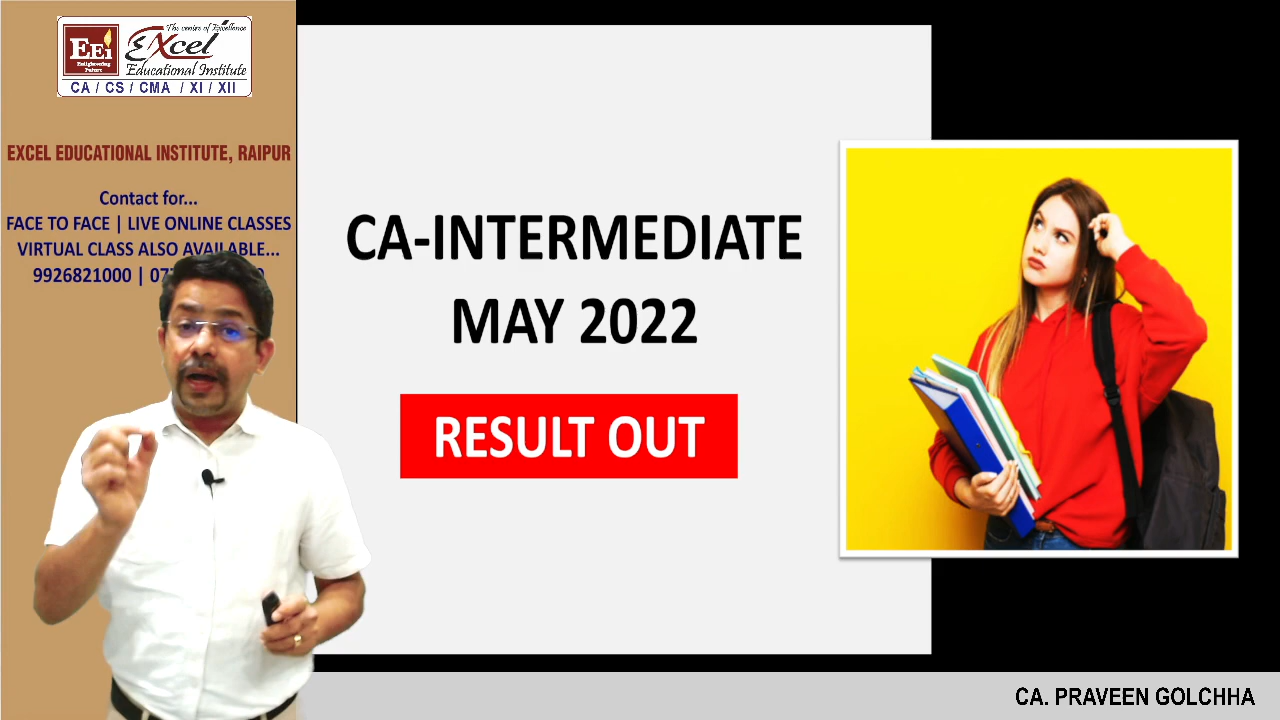 The centre of Excellence
EEi
Excel
Enlightening
Future
Educational Institute
CA / CS / CMA / XI / XII
EXCEL EDUCATIONAL INSTITUTE, RAIPUR
Contact for...
FACE TO FACE | LIVE ONLINE CLASSES
VIRTUAL CLASS ALSO AVAILABLE...
9926821000 |
CA-INTERMEDIATE
MAY 2022
RESULT OUT
CA. PRAVEEN GOLCHHA